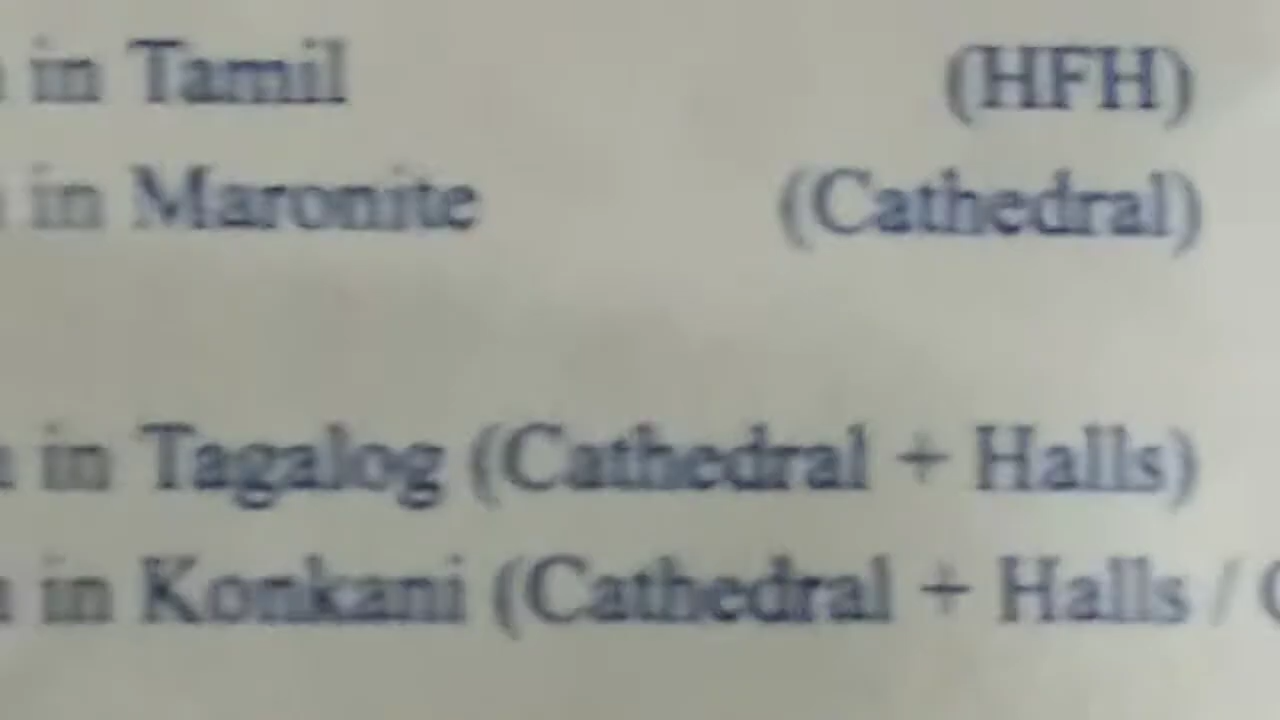 in Tamil (HFH)
in Maronite (Cathedral)
in Tagalog (Cathedral + Halls)
in Konkani (Cathedral + Halls /